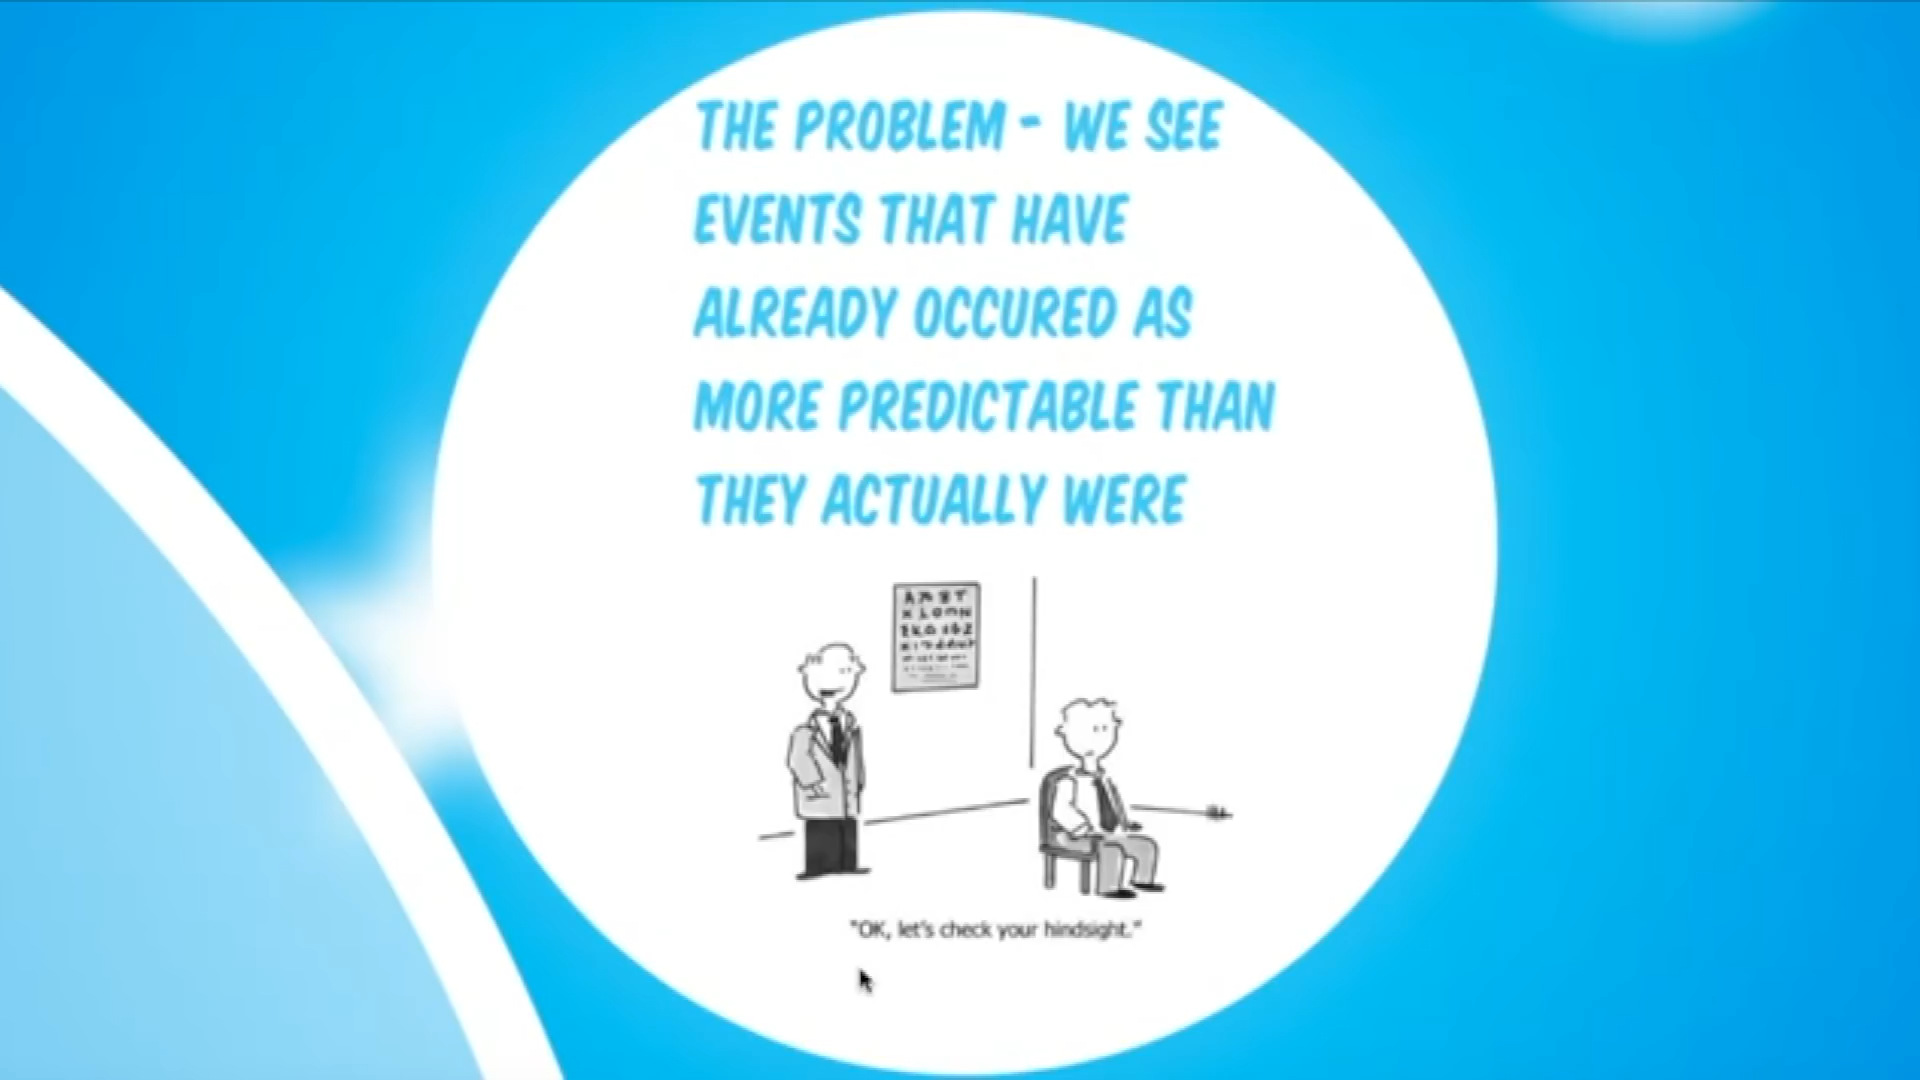 THE PROBLEM - WE SEE
EVENTS THAT HAVE
ALREADY OCCURED AS
MORE PREDICTABLE THAN
THEY ACTUALLY WERE
"OK, let's check your hindsight."